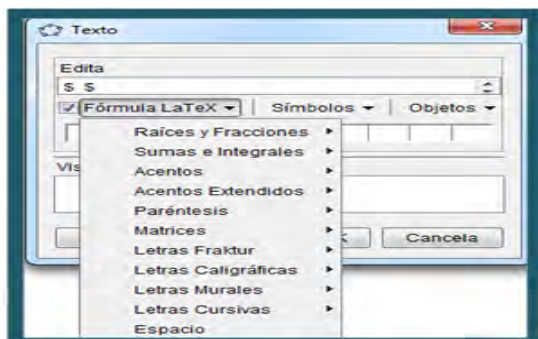 Texto
Edita
$ $
Fórmula LaTeX Símbolos Objetos
Raíces y Fracciones
Sumas e Integrales
Acentos
Acentos Extendidos
Paréntesis
Matrices
Letras Fraktur
Letras Caligráficas
Letras Murales
Letras Cursivas
Espacio
Cancela